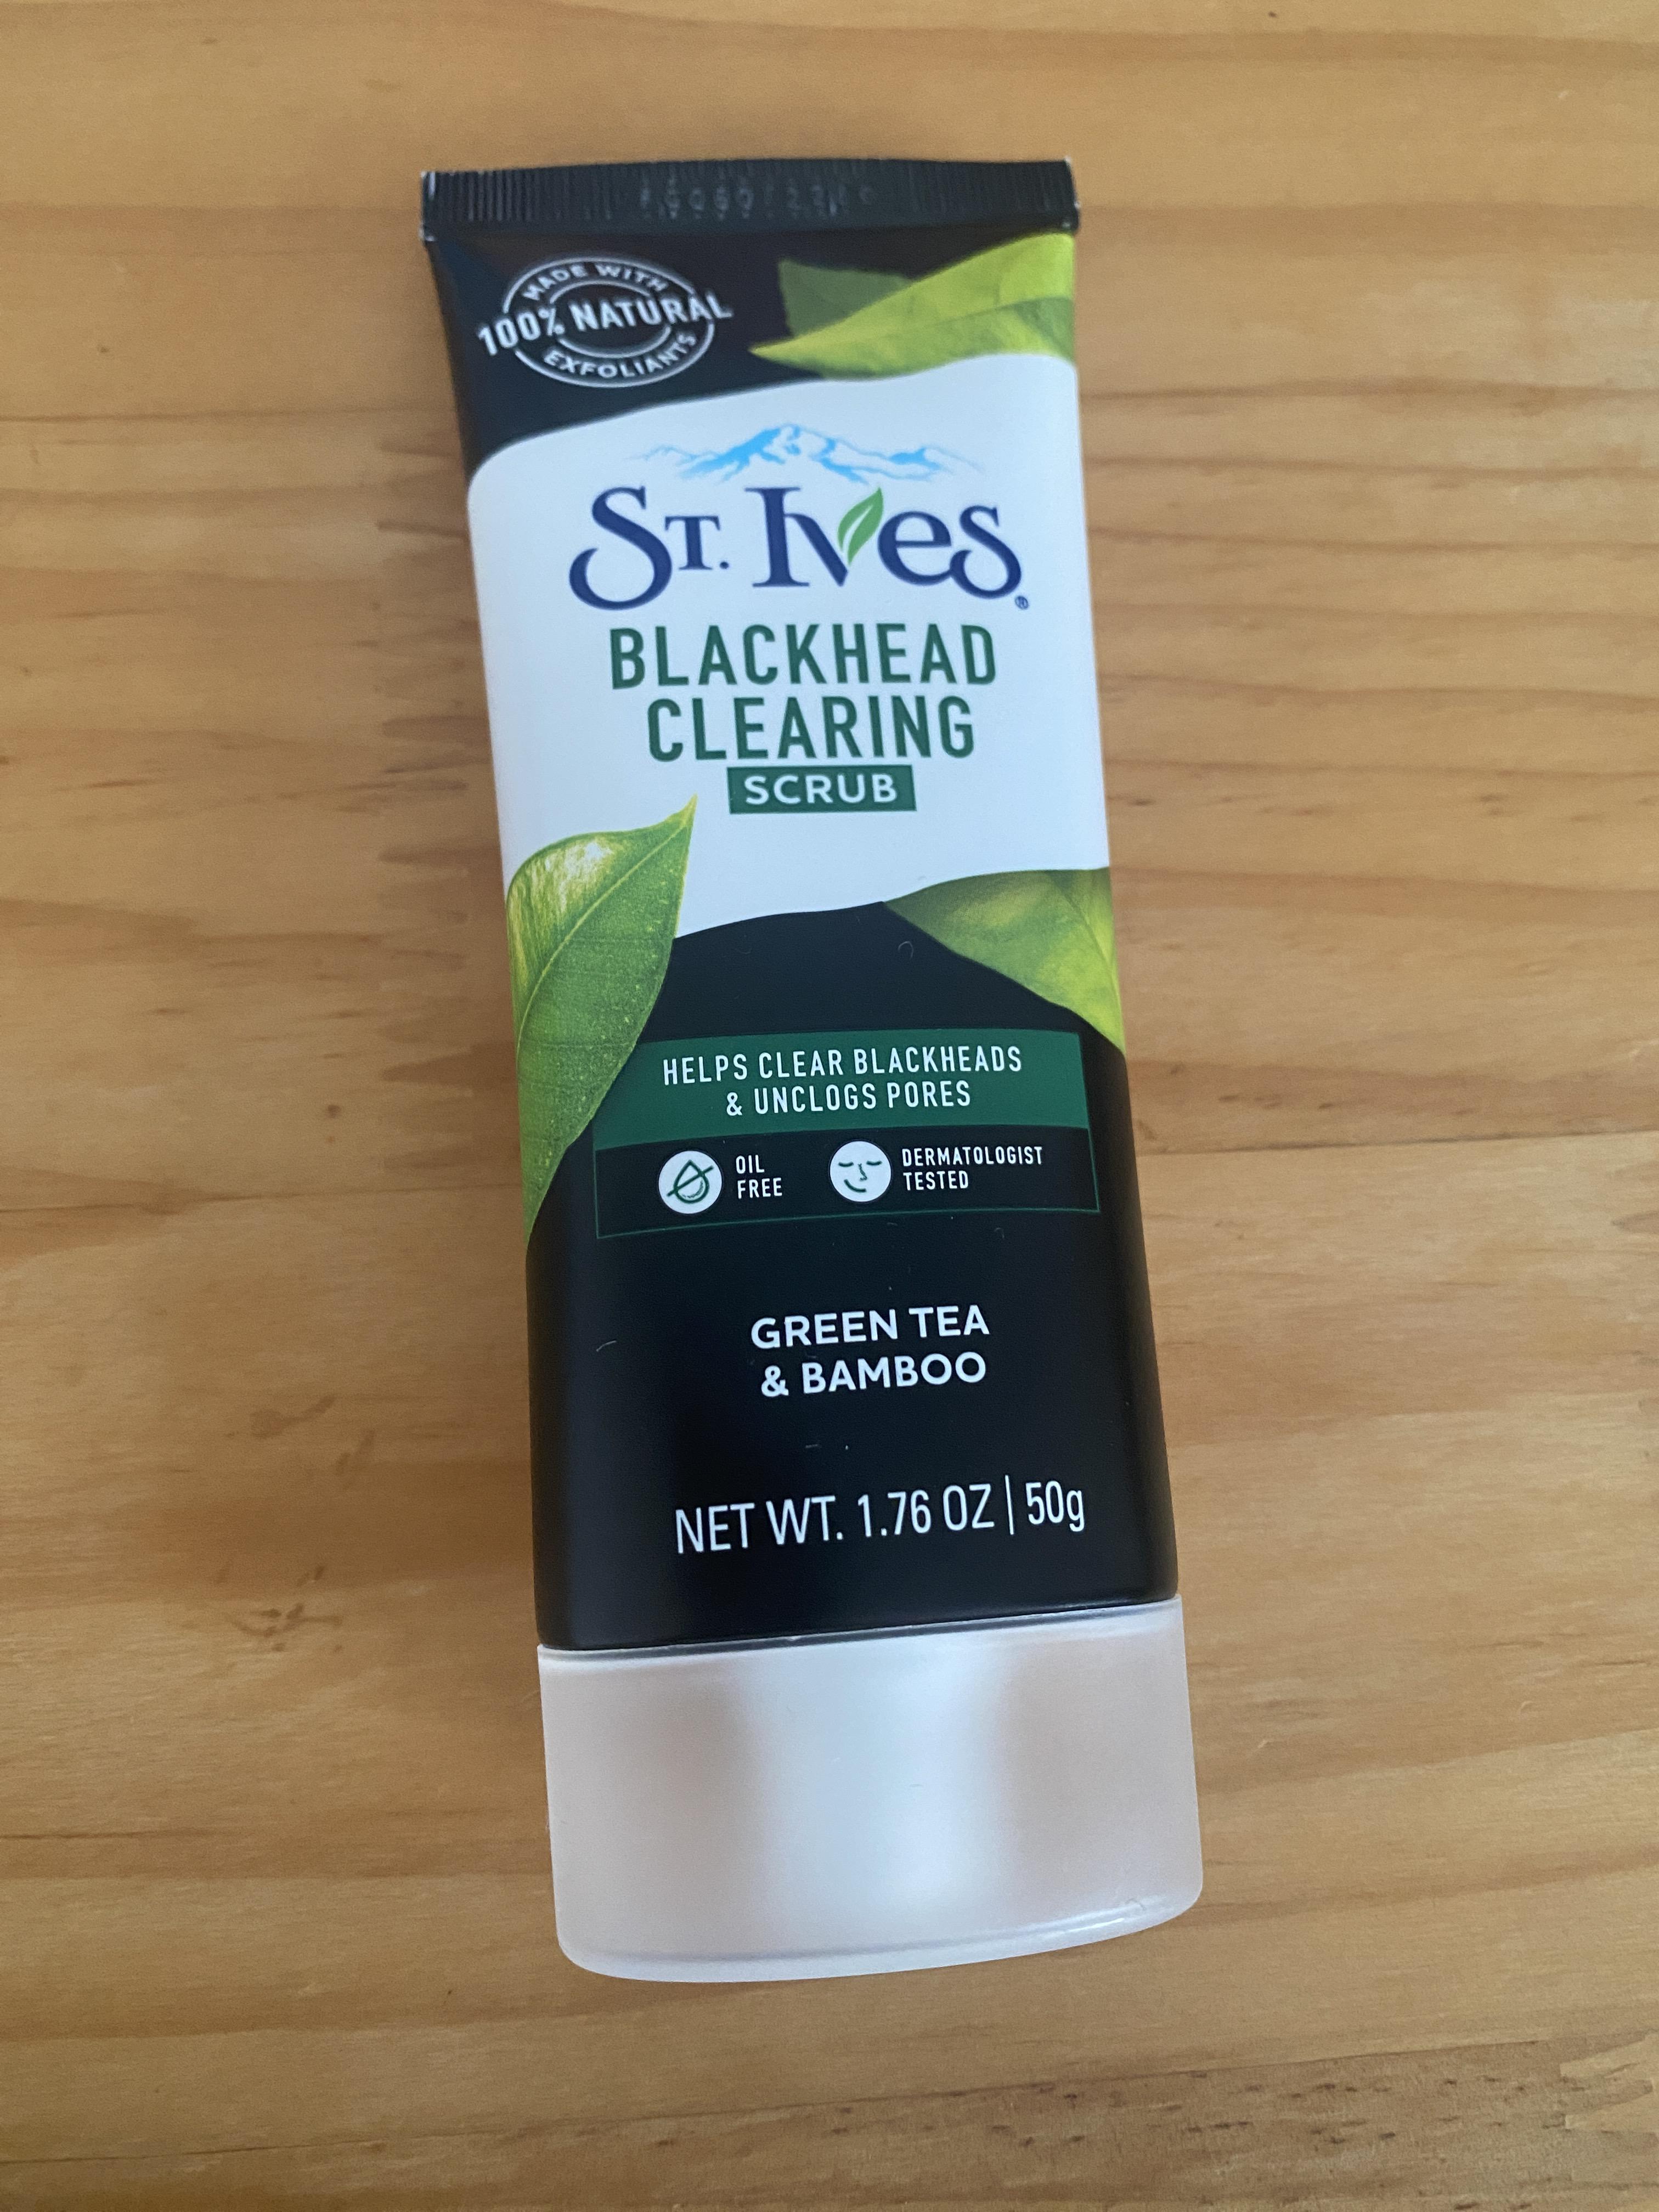 MADE WITH
100% NATURAL
EXFOLIANTS
ST. Ives®
BLACKHEAD
CLEARING
SCRUB
HELPS CLEAR BLACKHEADS
& UNCLOGS PORES
OIL
FREE
DERMATOLOGIST
TESTED
GREEN TEA
& BAMBOO
NET WT. 1.76 OZ | 50g